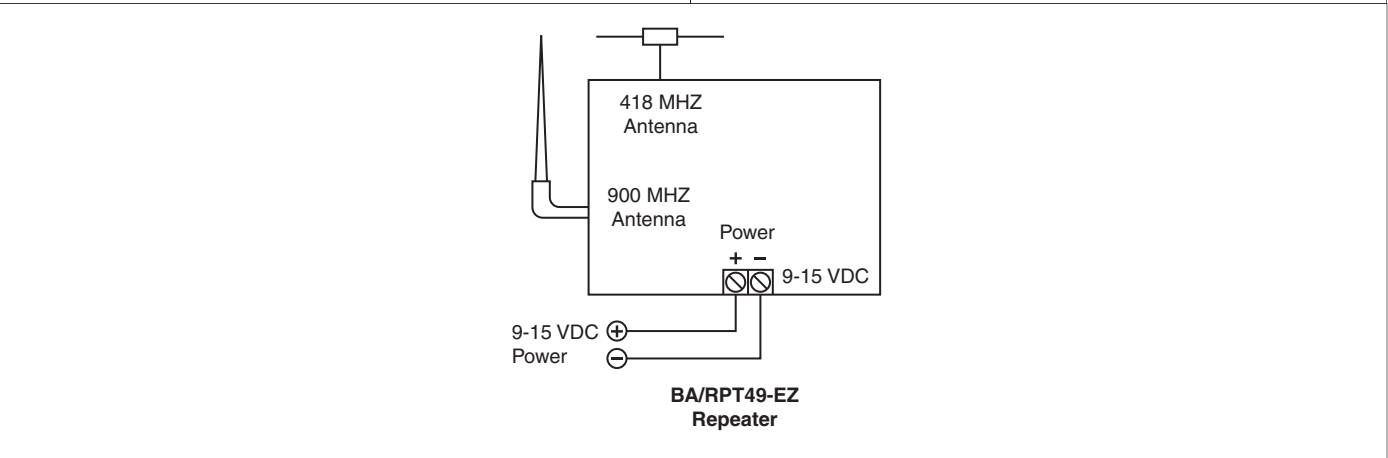 418 MHZ
Antenna
900 MHZ
Antenna
Power
+ −
9-15 VDC
9-15 VDC +
Power −
BA/RPT49-EZ
Repeater